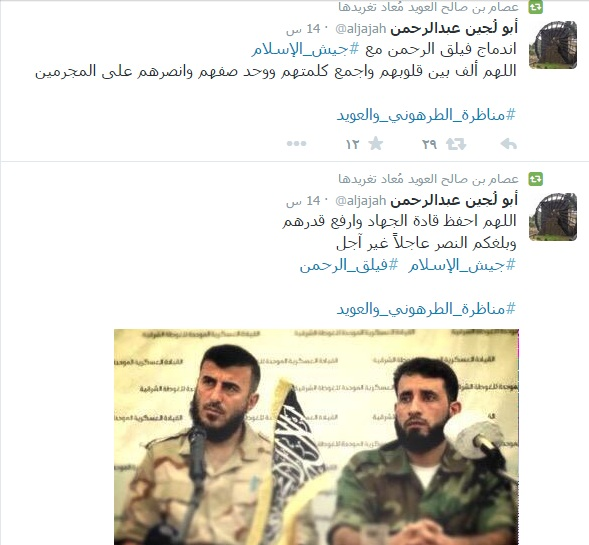 عصام بن صالح العويد مُعاد تغريدها
أبو لُجين عبدالرحمن @aljajah · 14 س
اندماج فيلق الرحمن مع #جيش_الإسلام
اللهم ألف بين قلوبهم واجمع كلمتهم ووحد صفهم وانصرهم على المجرمين
#مناظرة_الطرهوني_والعويد
٢٩ ١٢
عصام بن صالح العويد مُعاد تغريدها
أبو لُجين عبدالرحمن @aljajah · 14 س
اللهم احفظ قادة الجهاد وارفع قدرهم
وبلغكم النصر عاجلاً غير آجل
#جيش_الإسلام #فيلق_الرحمن
#مناظرة_الطرهوني_والعويد
القيادة العسكرية الموحدة للغوطة الشرقية